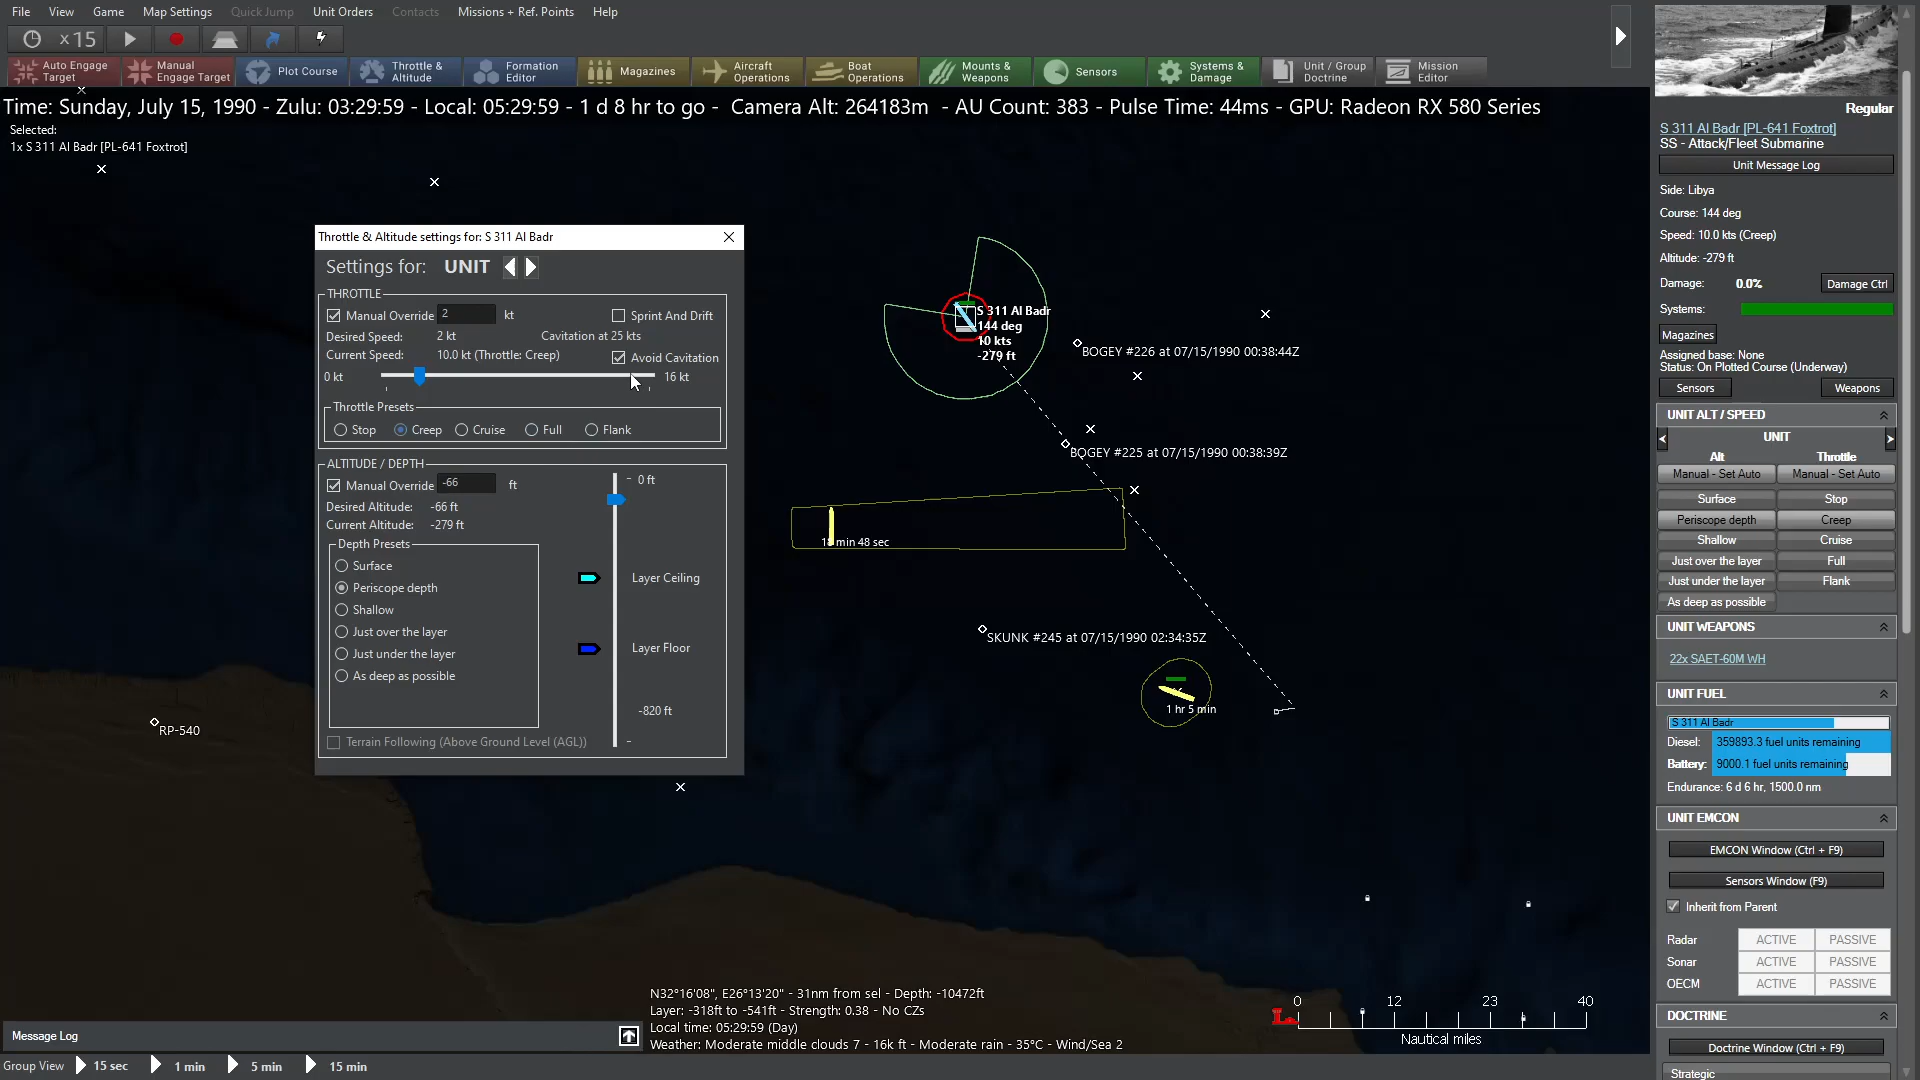 File View Game Map Settings Quick Jump Unit Orders Contacts Missions + Ref. Points Help
x15
Auto Engage Target
Manual Engage Target
Plot Course
Throttle & Altitude
Formation Editor
Magazines
Aircraft Operations
Boat Operations
Mounts & Weapons
Sensors
Systems & Damage
Unit / Group Doctrine
Mission Editor
Time: Sunday, July 15, 1990 - Zulu: 03:29:59 - Local: 05:29:59 - 1 d 8 hr to go - Camera Alt: 264183m - AU Count: 383 - Pulse Time: 44ms - GPU: Radeon RX 580 Series
Selected:
1x S 311 Al Badr [PL-641 Foxtrot]
Throttle & Altitude settings for: S 311 Al Badr
Settings for: UNIT
THROTTLE
Manual Override 2 kt Sprint And Drift
Desired Speed: 2 kt Cavitation at 25 kts
Current Speed: 10.0 kt (Throttle: Creep) Avoid Cavitation
0 kt 16 kt
Throttle Presets
Stop Creep Cruise Full Flank
ALTITUDE / DEPTH
Manual Override -66 ft
0 ft
Desired Altitude: -66 ft
Current Altitude: -279 ft
Depth Presets
Surface
Periscope depth
Shallow
Just over the layer
Just under the layer
As deep as possible
Layer Ceiling
Layer Floor
-820 ft
Terrain Following (Above Ground Level (AGL))
S 311 Al Badr
144 deg
10 kts
-279 ft
BOGEY #226 at 07/15/1990 00:38:44Z
BOGEY #225 at 07/15/1990 00:38:39Z
min 48 sec
SKUNK #245 at 07/15/1990 02:34:35Z
1 hr 5 min
RP-540
N32°16'08", E26°13'20" - 31nm from sel - Depth: -10472ft
Layer: -318ft to -541ft - Strength: 0.38 - No CZs
Local time: 05:29:59 (Day)
Weather: Moderate middle clouds 7 - 16k ft - Moderate rain - 35°C - Wind/Sea 2
0 12 23 40
Nautical miles
Message Log
Group View 15 sec 1 min 5 min 15 min
Regular
S 311 Al Badr [PL-641 Foxtrot]
SS - Attack/Fleet Submarine
Unit Message Log
Side: Libya
Course: 144 deg
Speed: 10.0 kts (Creep)
Altitude: -279 ft
Damage: 0.0% Damage Ctrl
Systems:
Magazines
Assigned base: None
Status: On Plotted Course (Underway)
Sensors Weapons
UNIT ALT / SPEED
UNIT
Alt Throttle
Manual - Set Auto Manual - Set Auto
Surface Stop
Periscope depth Creep
Shallow Cruise
Just over the layer Full
Just under the layer Flank
As deep as possible
UNIT WEAPONS
22x SAET-60M WH
UNIT FUEL
S 311 Al Badr
Diesel: 359893.3 fuel units remaining
Battery: 9000.1 fuel units remaining
Endurance: 6 d 6 hr, 1500.0 nm
UNIT EMCON
EMCON Window (Ctrl + F9)
Sensors Window (F9)
Inherit from Parent
Radar ACTIVE PASSIVE
Sonar ACTIVE PASSIVE
OECM ACTIVE PASSIVE
DOCTRINE
Doctrine Window (Ctrl + F9)
Strategic